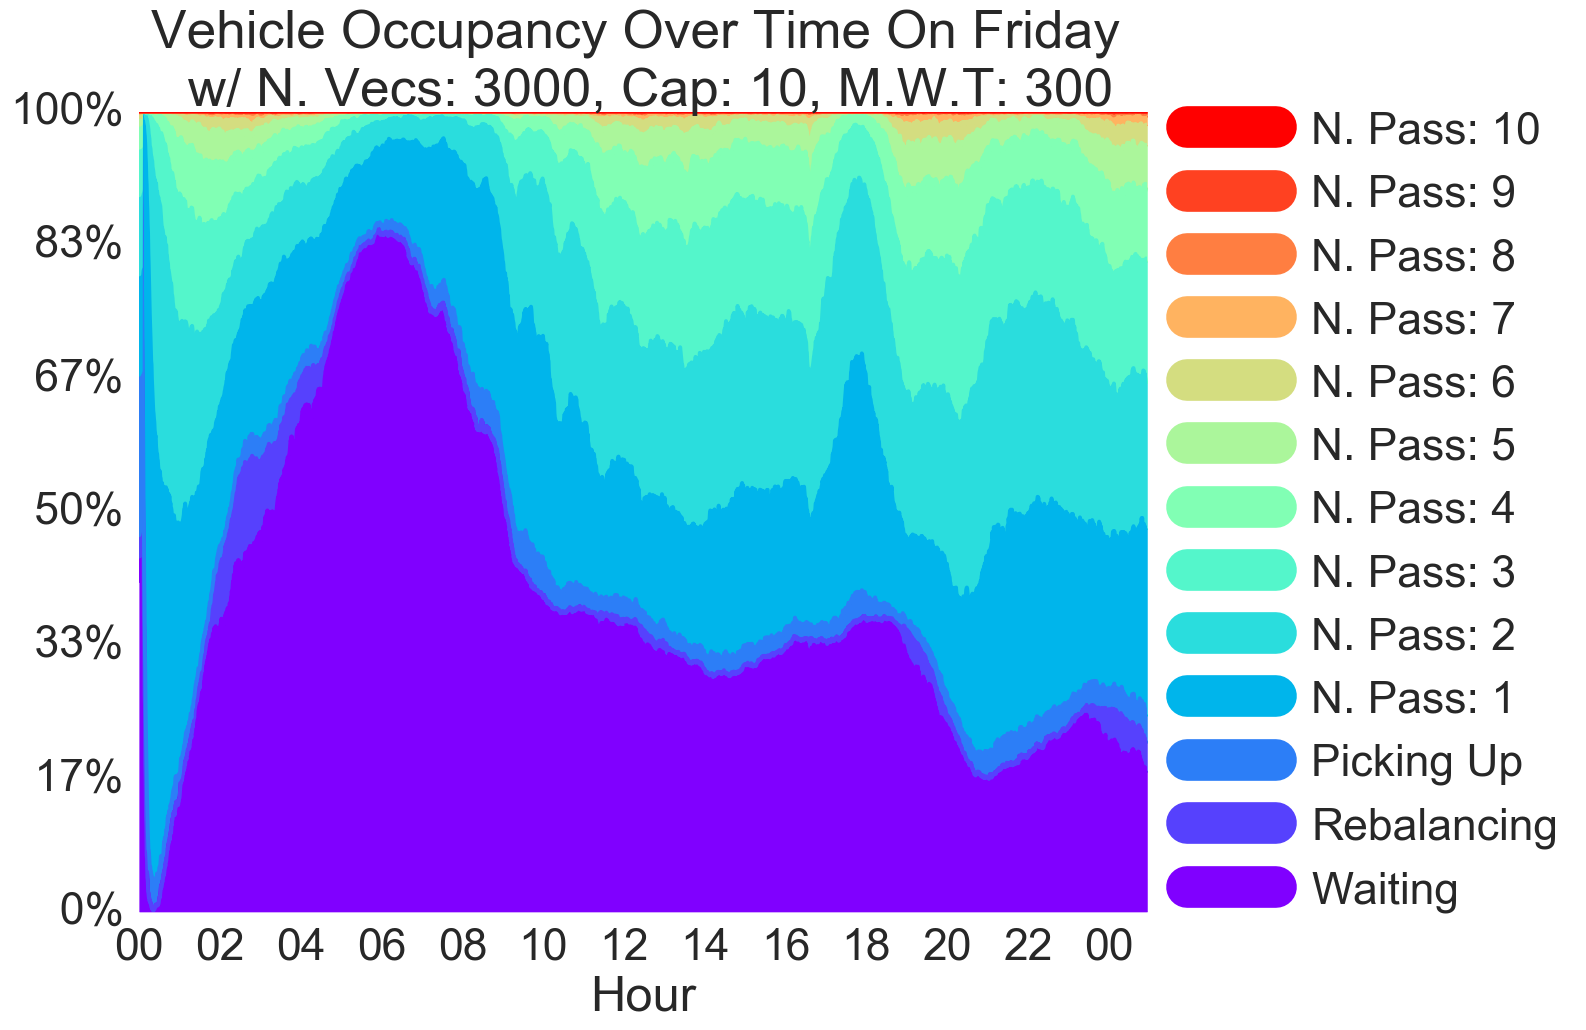 Vehicle Occupancy Over Time On Friday
w/ N. Vecs: 3000, Cap: 10, M.W.T: 300
100%
83%
67%
50%
33%
17%
0%
00 02 04 06 08 10 12 14 16 18 20 22 00
Hour
N. Pass: 10
N. Pass: 9
N. Pass: 8
N. Pass: 7
N. Pass: 6
N. Pass: 5
N. Pass: 4
N. Pass: 3
N. Pass: 2
N. Pass: 1
Picking Up
Rebalancing
Waiting